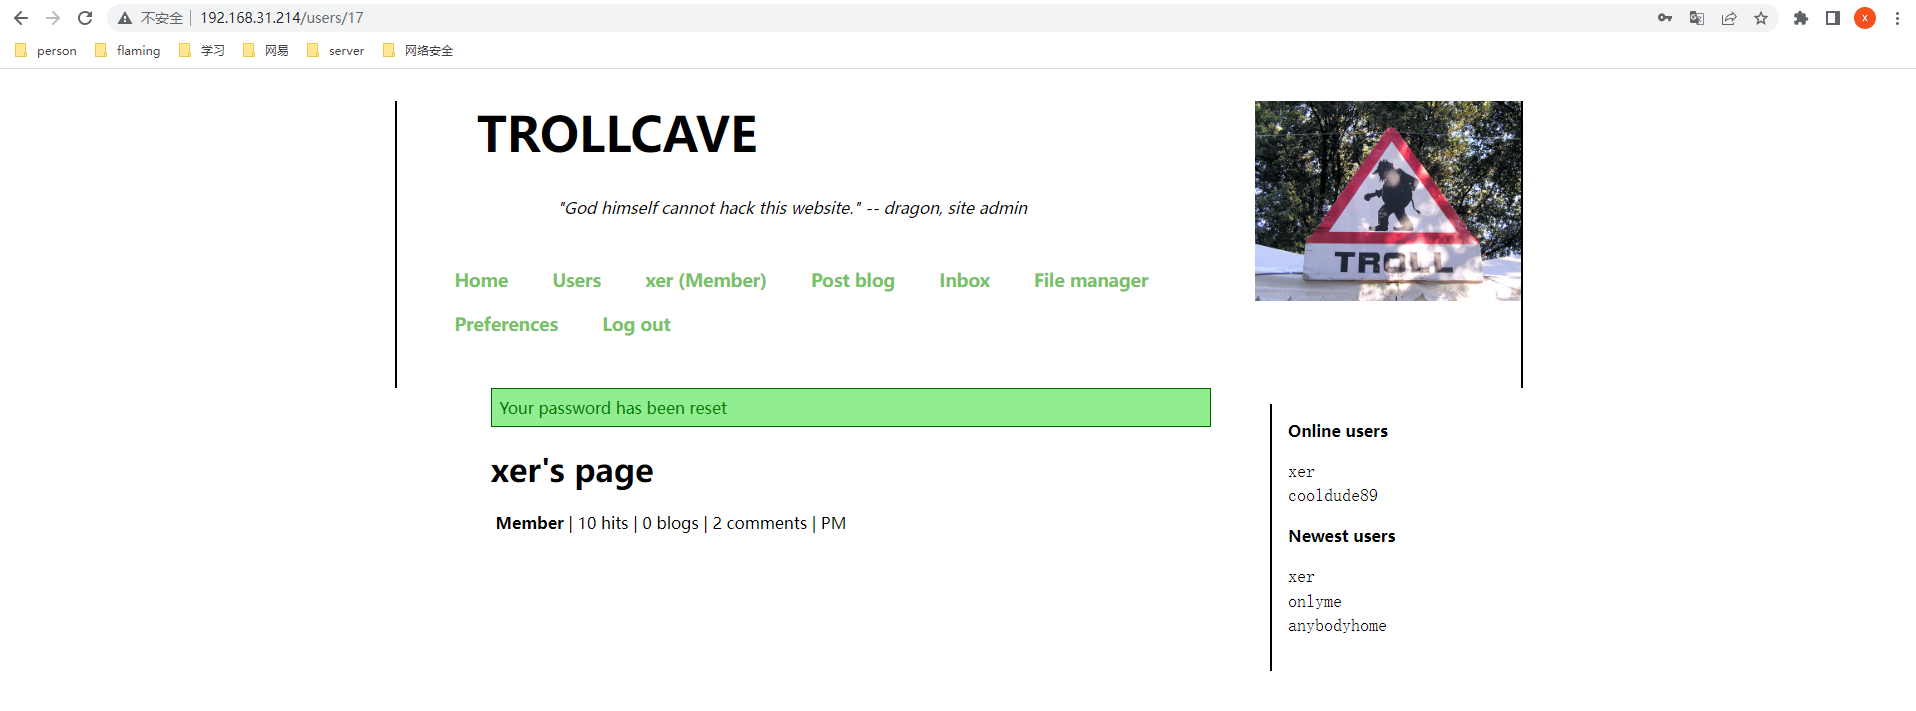 不安全 | 192.168.31.214/users/17
x
person flaming 学习 网易 server 网络安全
TROLLCAVE
"God himself cannot hack this website." -- dragon, site admin
TROLL
Home Users xer (Member) Post blog Inbox File manager
Preferences Log out
Your password has been reset
xer's page
Member | 10 hits | 0 blogs | 2 comments | PM
Online users
xer
cooldude89
Newest users
xer
onlyme
anybodyhome